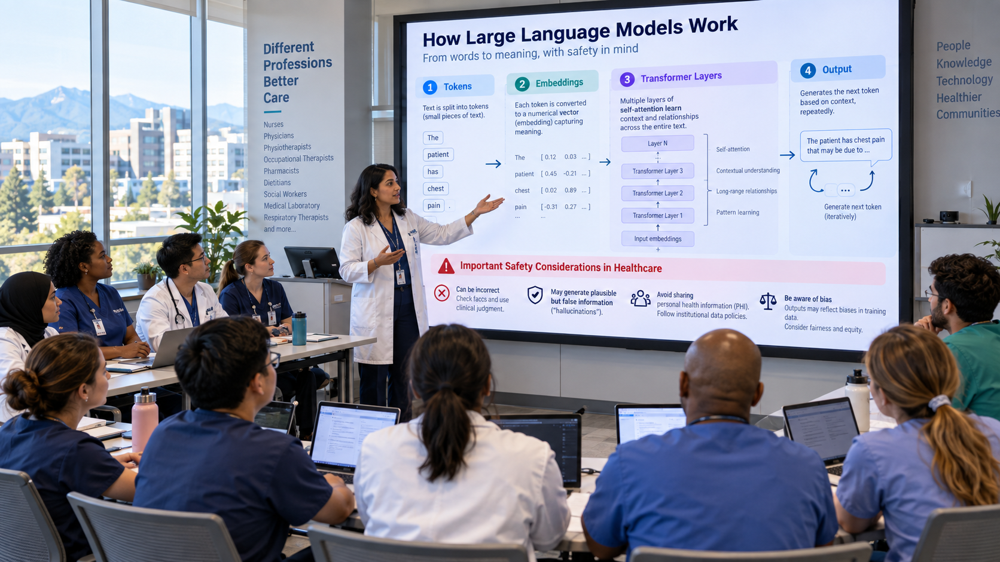 Different
Professions
Better
Care
Nurses
Physicians
Physiotherapists
Occupational Therapists
Pharmacists
Dietitians
Social Workers
Medical Laboratory
Respiratory Therapists
and more...
How Large Language Models Work
From words to meaning, with safety in mind
1 Tokens
Text is split into tokens
(small pieces of text).
The
patient
has
chest
pain .
2 Embeddings
Each token is converted
to a numerical vector
(embedding) capturing
meaning.
The [ 0.12 0.03 ... ]
patient [ 0.45 -0.21 ... ]
chest [ 0.02 0.89 ... ]
pain [ -0.31 0.27 ... ]
... ...
3 Transformer Layers
Multiple layers of
self-attention learn
context and relationships
across the entire text.
Layer N
...
Transformer Layer 3
Transformer Layer 2
Transformer Layer 1
Input embeddings
+
Self-attention
Contextual understanding
Long-range relationships
Pattern learning
4 Output
Generates the next token
based on context,
repeatedly.
The patient has chest pain
that may be due to ...
...
Generate next token
(iteratively)
Important Safety Considerations in Healthcare
Can be incorrect
Check faccs and use
clinical judgment.
May generate plausible
but false information
("hallucinations").
Avoid sharing
personal health information (PHI).
Follow institutional data policies.
Be aware of bias
Outputs may reflect biases in training
data.
Consider fairness and equity.
People
Knowledge
Technology
Healthier
Communities